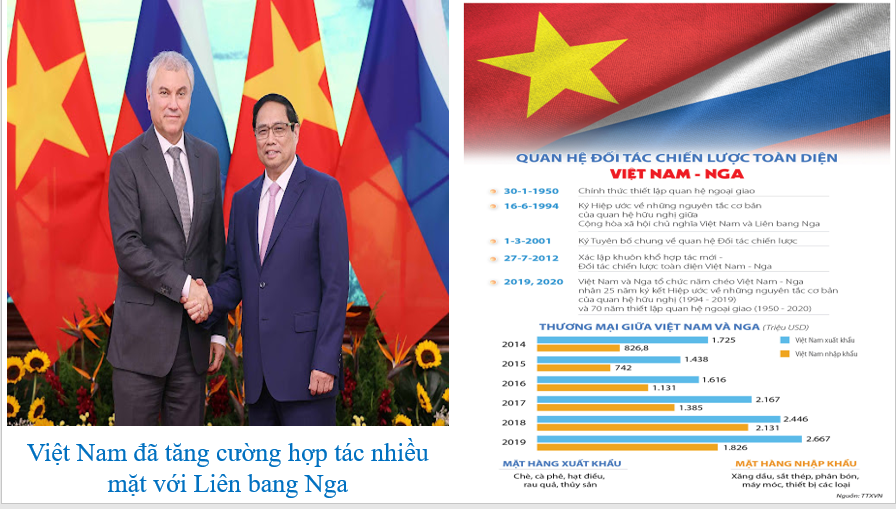 Việt Nam đã tăng cường hợp tác nhiều
mặt với Liên bang Nga
QUAN HỆ ĐỐI TÁC CHIẾN LƯỢC TOÀN DIỆN
VIỆT NAM - NGA
30-1-1950 Chính thức thiết lập quan hệ ngoại giao
16-6-1994 Ký Hiệp ước về những nguyên tắc cơ bản
của quan hệ hữu nghị giữa
Cộng hòa xã hội chủ nghĩa Việt Nam và Liên bang Nga
1-3-2001 Ký Tuyên bố chung về quan hệ Đối tác chiến lược
27-7-2012 Xác lập khuôn khổ hợp tác mới -
Đối tác chiến lược toàn diện Việt Nam - Nga
2019, 2020 Việt Nam và Nga tổ chức năm chéo Việt Nam - Nga
nhân 25 năm ký kết Hiệp ước về những nguyên tắc cơ bản
của quan hệ hữu nghị (1994 - 2019)
và 70 năm thiết lập quan hệ ngoại giao (1950 - 2020)
THƯƠNG MẠI GIỮA VIỆT NAM VÀ NGA (Triệu USD)
Việt Nam xuất khẩu
Việt Nam nhập khẩu
2014 1.725
826,8
2015 1.438
742
2016 1.616
1.131
2017 2.167
1.385
2018 2.446
2.131
2019 2.667
1.826
MẶT HÀNG XUẤT KHẨU
Chè, cà phê, hạt điều,
rau quả, thủy sản
MẶT HÀNG NHẬP KHẨU
Xăng dầu, sắt thép, phân bón,
máy móc, thiết bị các loại
Nguồn: TTXVN